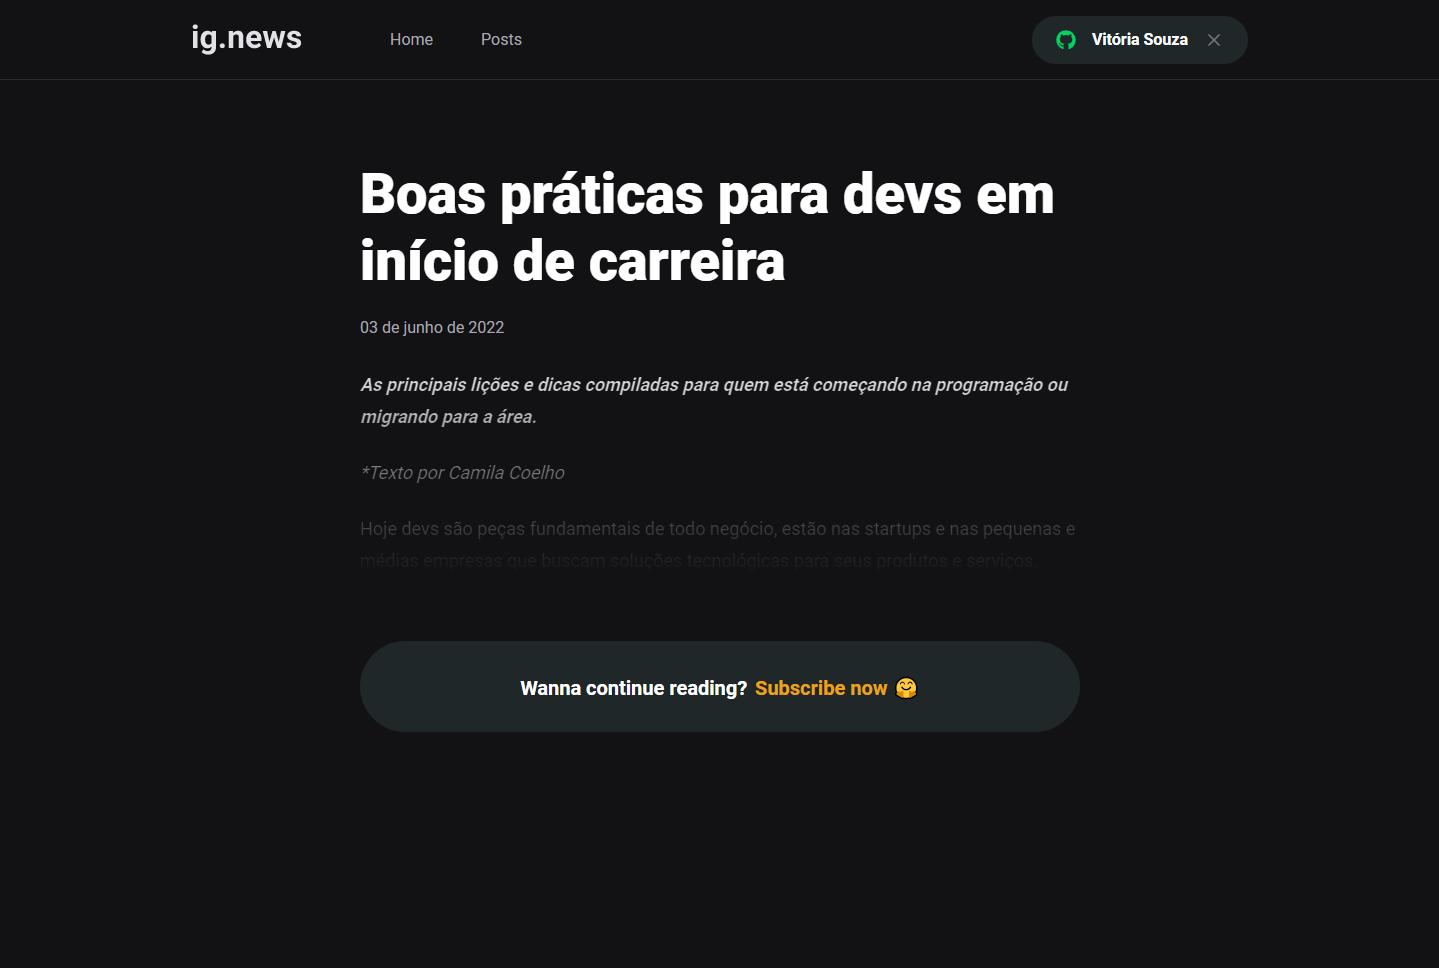 ig.news
Home
Posts
Vitória Souza
Boas práticas para devs em
início de carreira
03 de junho de 2022
As principais lições e dicas compiladas para quem está começando na programação ou
migrando para a área.
*Texto por Camila Coelho
Hoje devs são peças fundamentais de todo negócio, estão nas startups e nas pequenas e
médias empresas que buscam soluções tecnológicas para seus produtos e serviços.
Wanna continue reading? Subscribe now 🤗